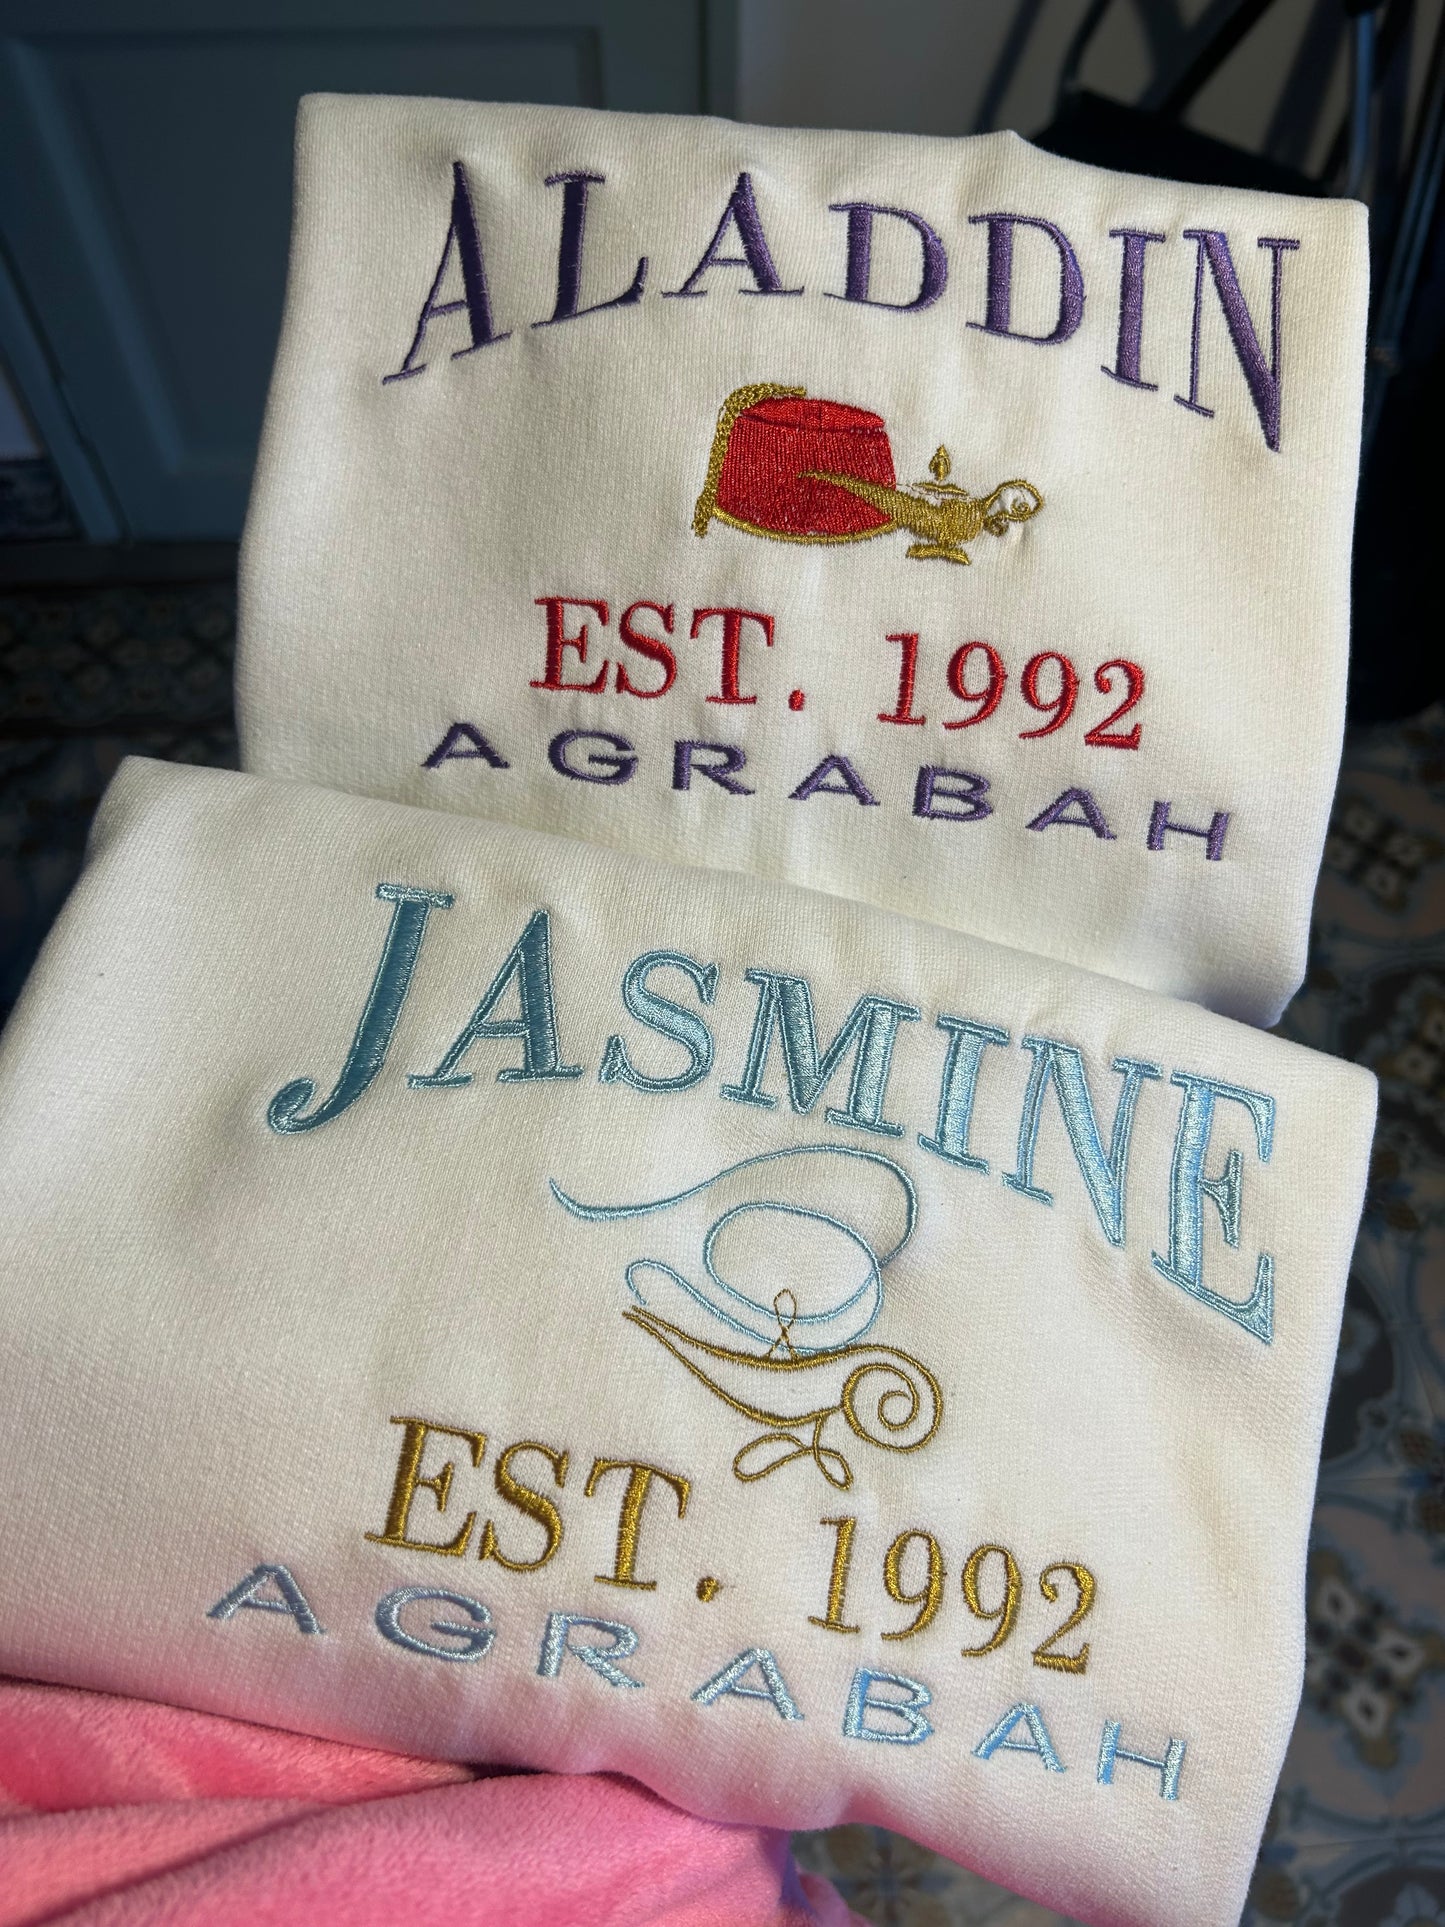 ALADDIN
EST. 1992
AGRABAH
JASMINE
EST. 1992
AGRABAH